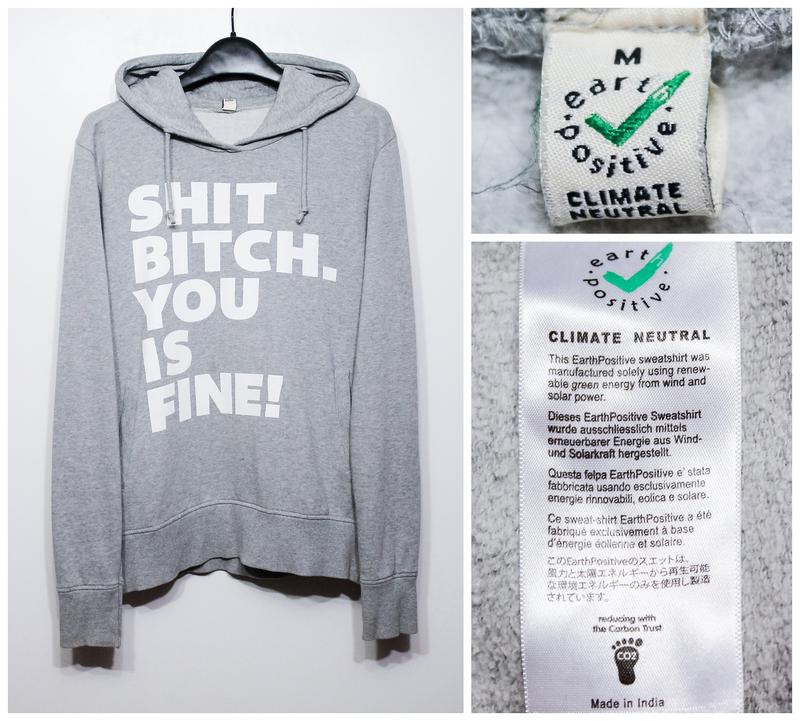 SHIT
BITCH.
YOU
IS
FINE!
M
earth positive
CLIMATE
NEUTRAL
earth positive
CLIMATE NEUTRAL
This EarthPositive sweatshirt was
manufactured solely using renew-
able green energy from wind and
solar power.
Dieses EarthPositive Sweatshirt
wurde ausschliesslich mittels
erneuerbarer Energie aus Wind-
und Solarkraft hergestellt.
Questa felpa EarthPositive e' stata
fabbricata usando esclusivamente
energie rinnovabili, eolica e solare.
Ce sweat-shirt EarthPositive a été
fabriqué exclusivement à base
d'énergie éolienne et solaire.
このEarthPositiveのスエットは、
風力と太陽エネルギーから再生可能
な環境エネルギーのみを使用し製造
されています。
reducing with
the Carbon Trust
CO2
Made in India